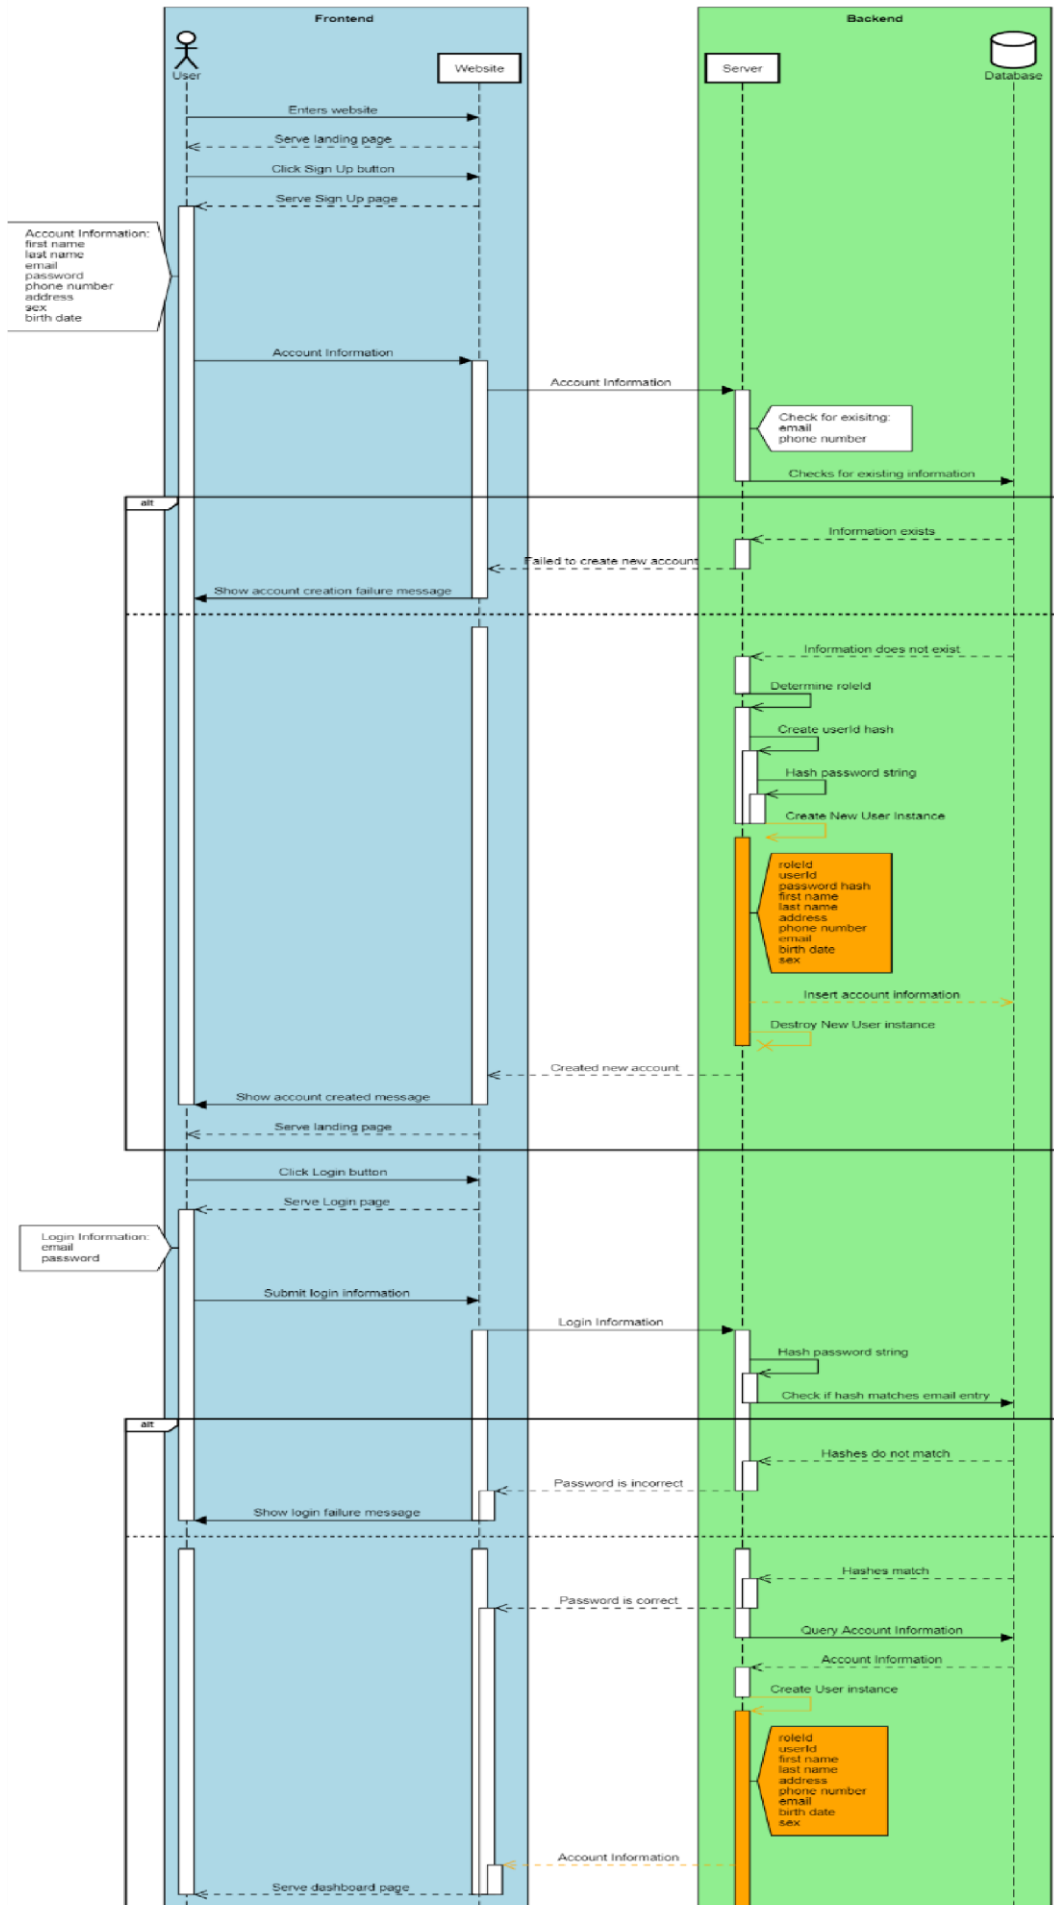 Frontend
Backend
User
Website
Server
Database
Enters website
Serve landing page
Click Sign Up button
Serve Sign Up page
Account Information:
first name
last name
email
password
phone number
address
sex
birth date
Account Information
Account Information
Check for exisitng:
email
phone number
Checks for existing information
alt
Information exists
Failed to create new account
Show account creation failure message
Information does not exist
Determine roleId
Create userId hash
Hash password string
Create New User Instance
roleId
userId
password hash
first name
last name
address
phone number
email
birth date
sex
Insert account information
Destroy New User instance
Created new account
Show account created message
Serve landing page
Click Login button
Serve Login page
Login Information:
email
password
Submit login information
Login Information
Hash password string
Check if hash matches email entry
alt
Hashes do not match
Password is incorrect
Show login failure message
Hashes match
Password is correct
Query Account Information
Account Information
Create User instance
roleId
userId
first name
last name
address
phone number
email
birth date
sex
Account Information
Serve dashboard page